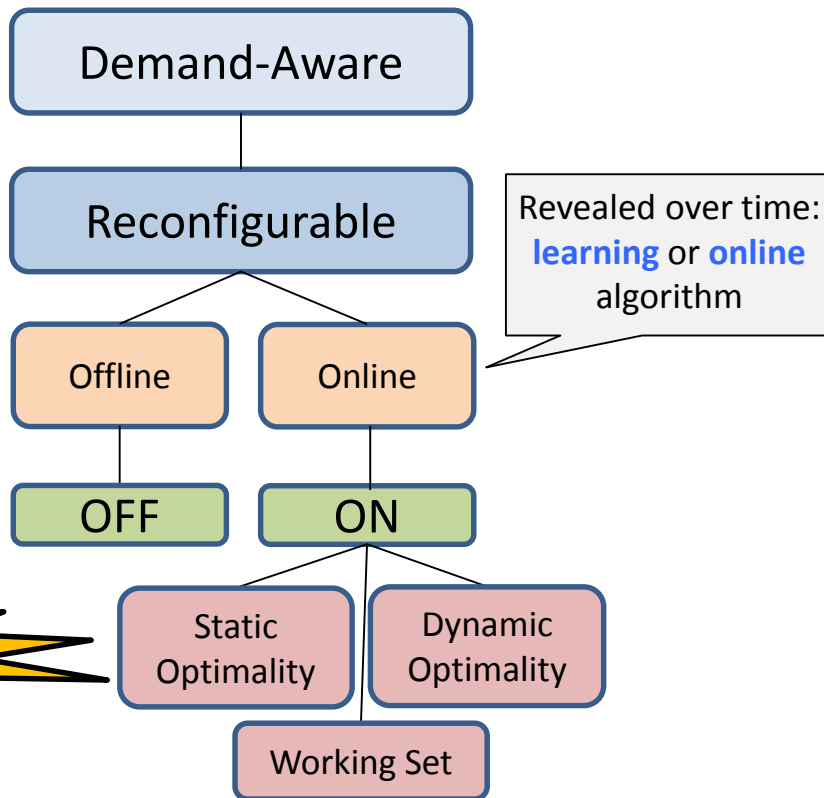 Demand-Aware
Reconfigurable
Revealed over time:
learning or online
algorithm
Offline
Online
OFF
ON
Static
Optimality
Dynamic
Optimality
Working Set